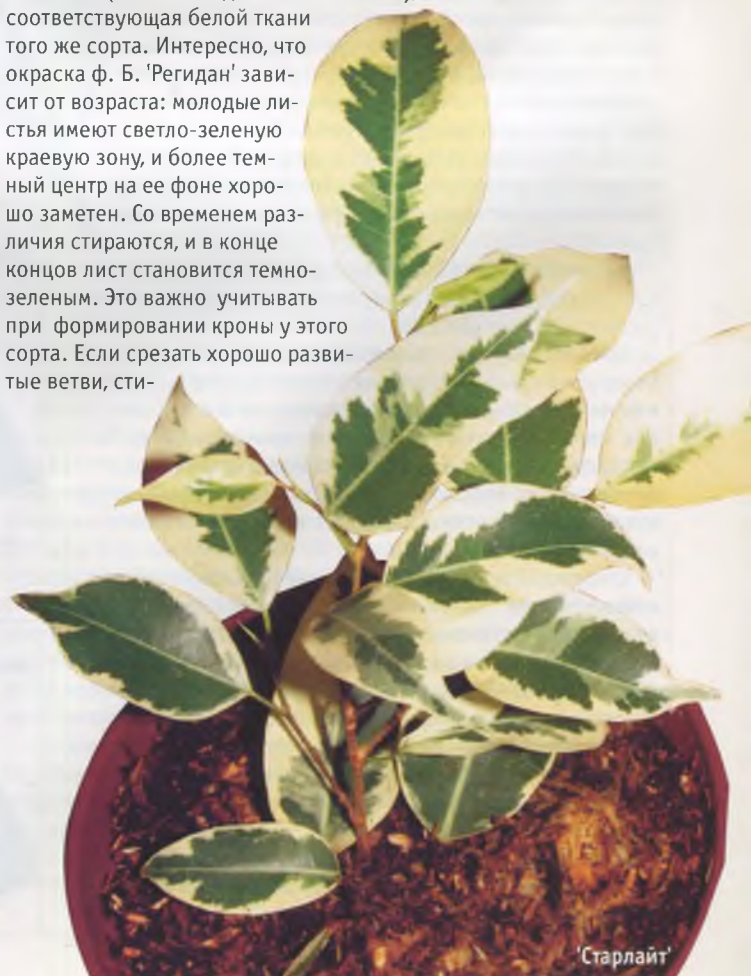 соответствующая белой ткани
того же сорта. Интересно, что
окраска ф. Б. 'Регидан' зави-
сит от возраста: молодые ли-
стья имеют светло-зеленую
краевую зону, и более тем-
ный центр на ее фоне хоро-
шо заметен. Со временем раз-
личия стираются, и в конце
концов лист становится темно-
зеленым. Это важно учитывать
при формировании кроны у этого
сорта. Если срезать хорошо разви-
тые ветви, сти-
'Старлайт'